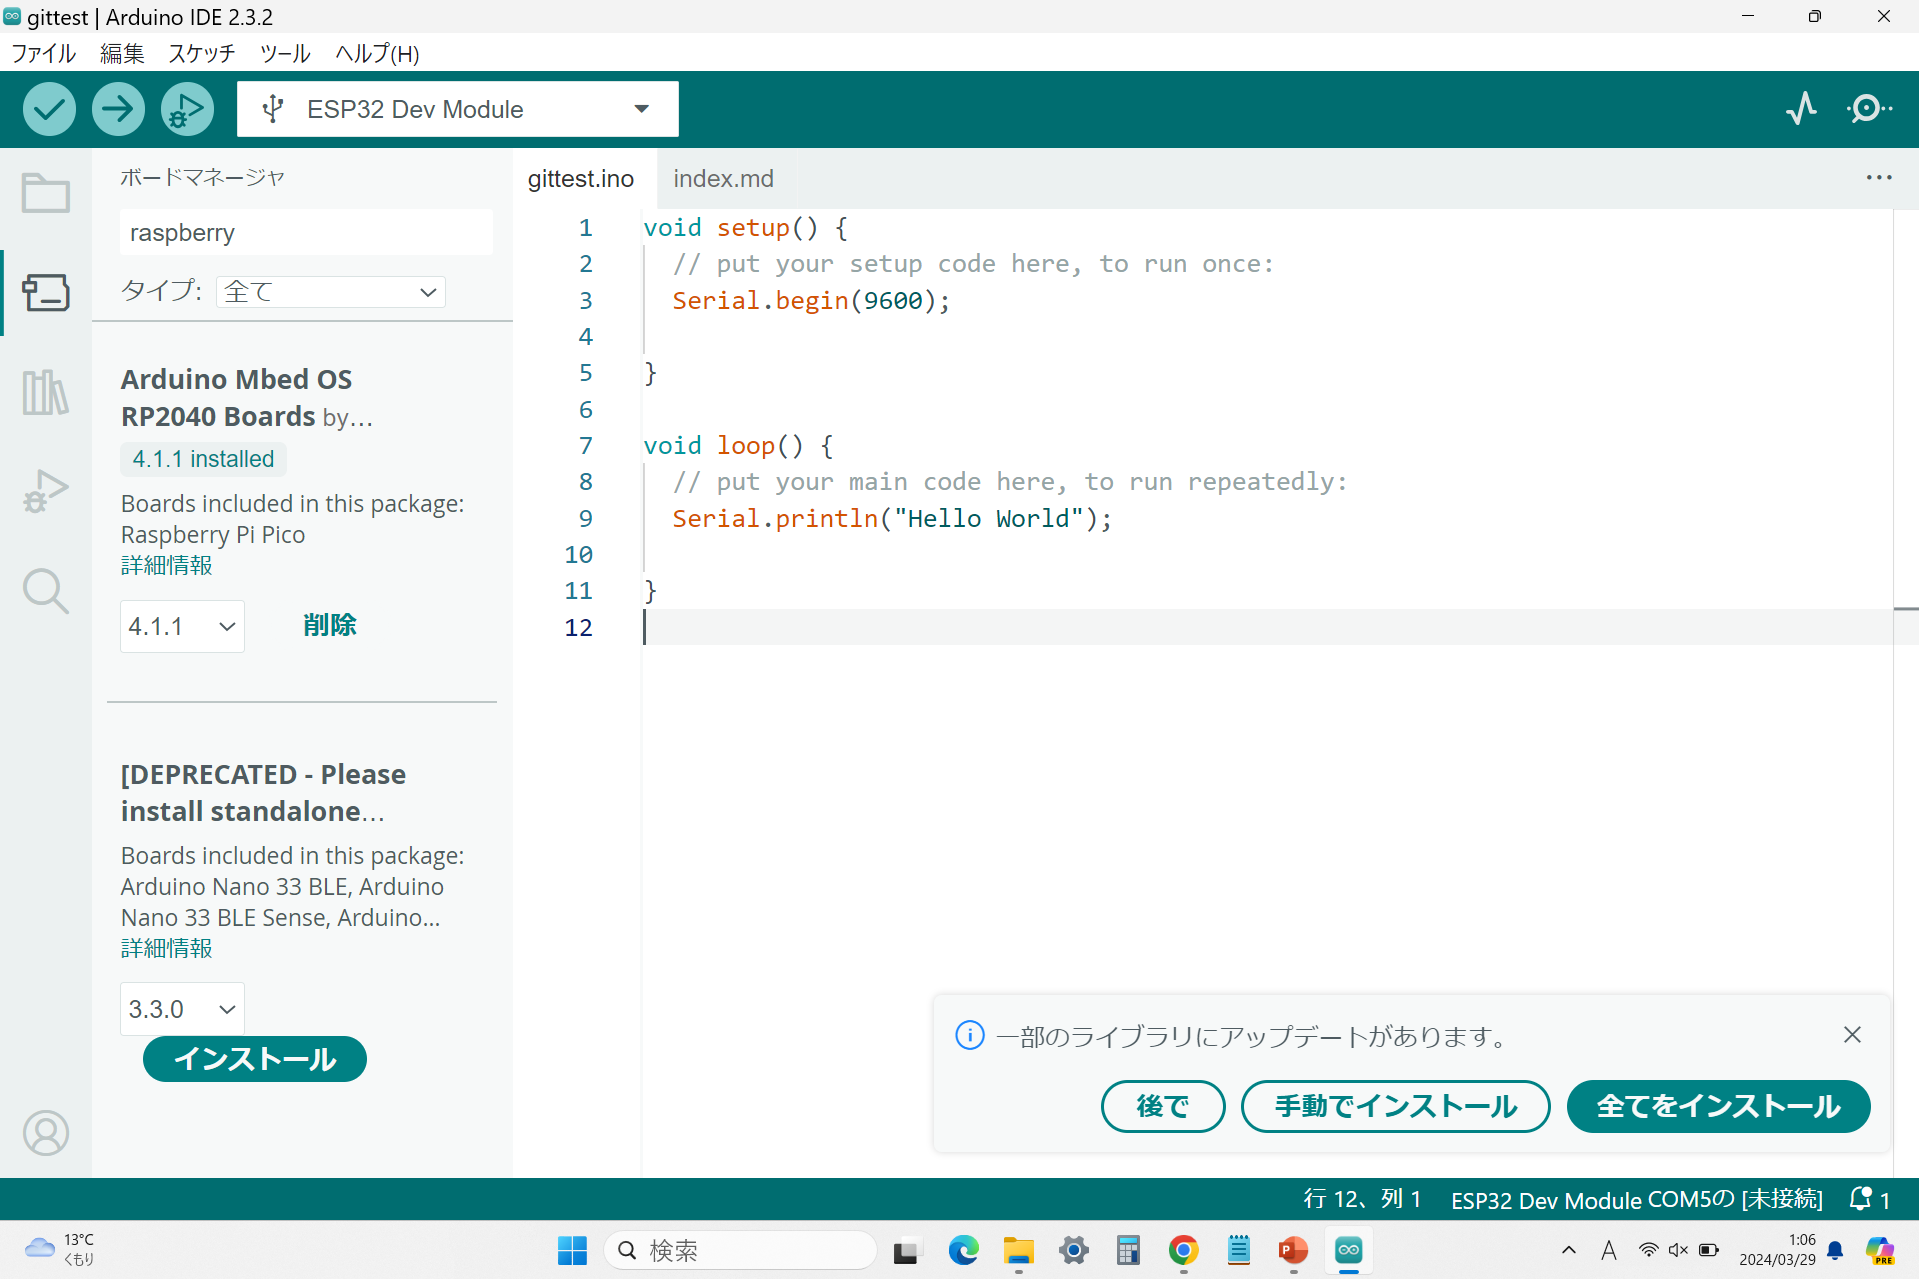 gittest | Arduino IDE 2.3.2
ファイル 編集 スケッチ ツール ヘルプ(H)
ESP32 Dev Module
ボードマネージャ
raspberry
タイプ: 全て
Arduino Mbed OS
RP2040 Boards by...
4.1.1 installed
Boards included in this package:
Raspberry Pi Pico
詳細情報
4.1.1 削除
[DEPRECATED - Please
install standalone...
Boards included in this package:
Arduino Nano 33 BLE, Arduino
Nano 33 BLE Sense, Arduino...
詳細情報
3.3.0
インストール
gittest.ino index.md
1 void setup() {
2 // put your setup code here, to run once:
3 Serial.begin(9600);
4
5 }
6
7 void loop() {
8 // put your main code here, to run repeatedly:
9 Serial.println("Hello World");
10
11 }
12
一部のライブラリにアップデートがあります。
後で 手動でインストール 全てをインストール
行 12、列 1 ESP32 Dev Module COM5の [未接続] 1
13°C
くもり
検索
A
1:06
2024/03/29
PRE